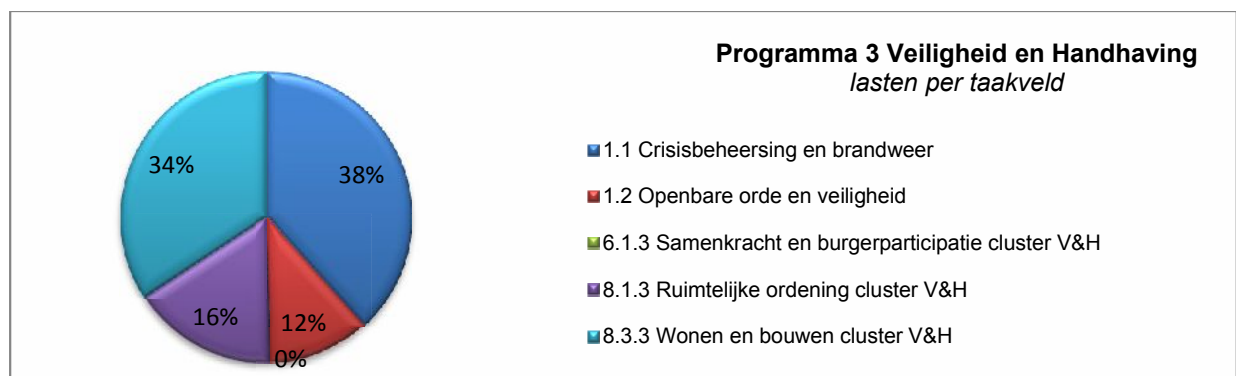 Programma 3 Veiligheid en Handhaving
lasten per taakveld
34%
38%
16%
12%
0%
1.1 Crisisbeheersing en brandweer
1.2 Openbare orde en veiligheid
6.1.3 Samenkracht en burgerparticipatie cluster V&H
8.1.3 Ruimtelijke ordening cluster V&H
8.3.3 Wonen en bouwen cluster V&H